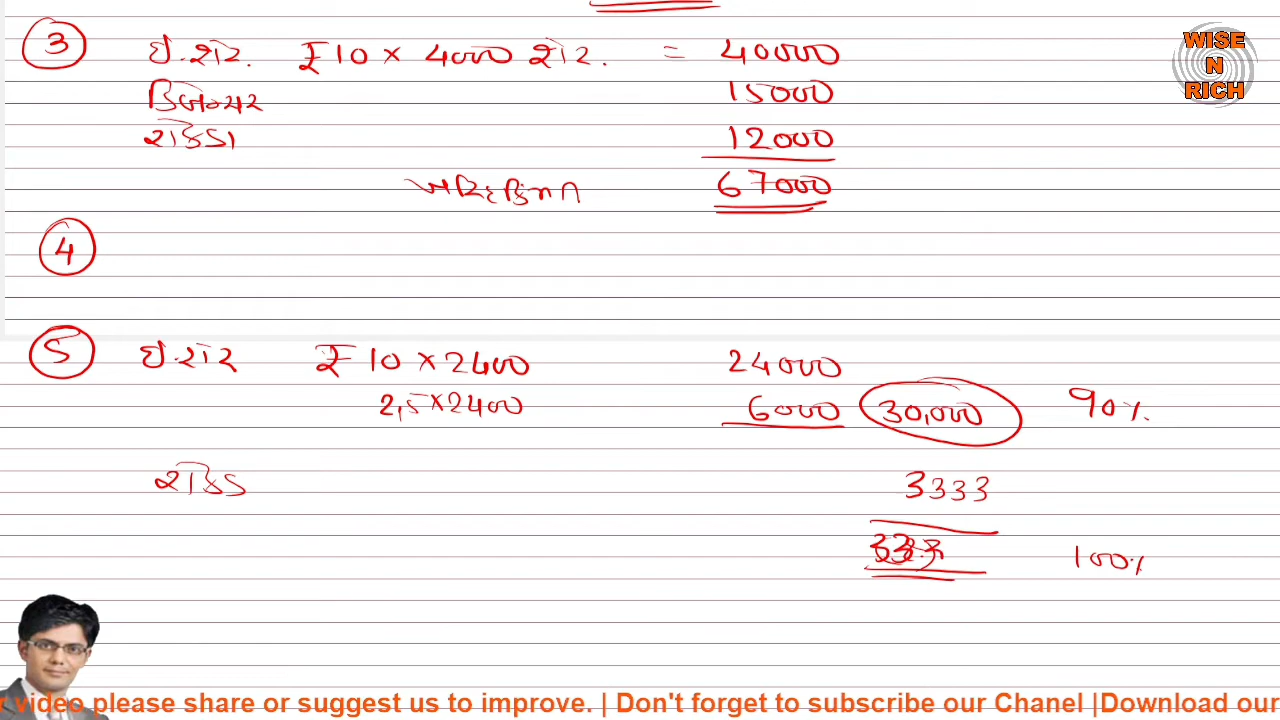 3 ઈ.શેર. ₹10 × 4000 શેર. = 40000
ડિબેન્ચર 15000
રોકડા 12000
ખરીદ કિંમત 67000
4
5 ઈ.શેર ₹10 × 2400 24000
2.5 × 2400 6000 30,000 90%
રોકડ 3333
100%
WISE
N
RICH
video please share or suggest us to improve. | Don't forget to subscribe our Chanel |Download our